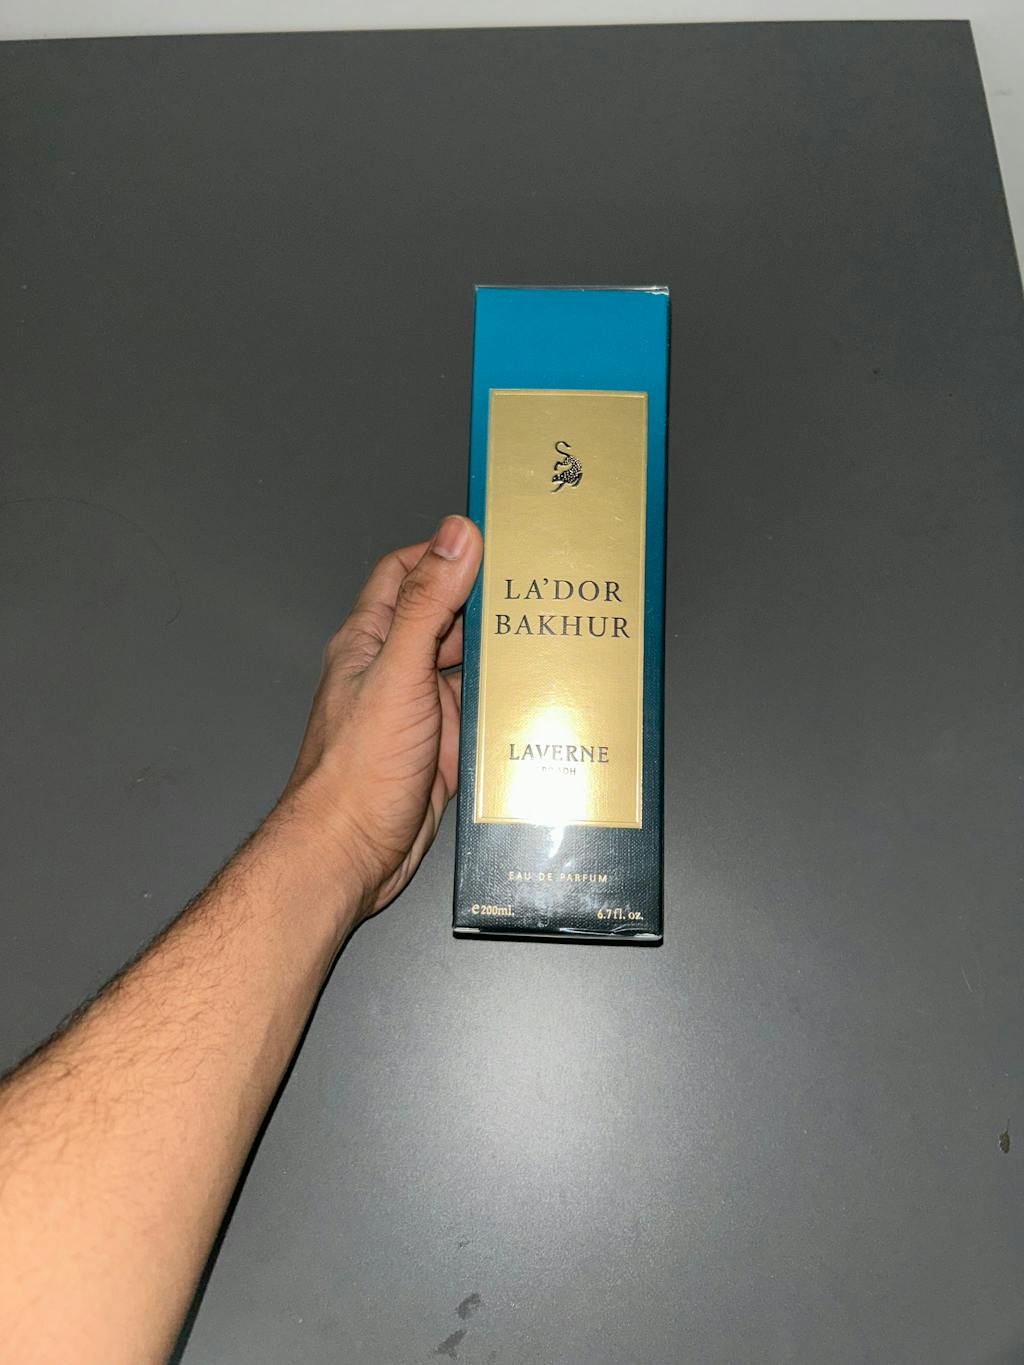 LA'DOR
BAKHUR
LAVERNE
EAU DE PARFUM
e 200ml. 6.7 fl. oz.